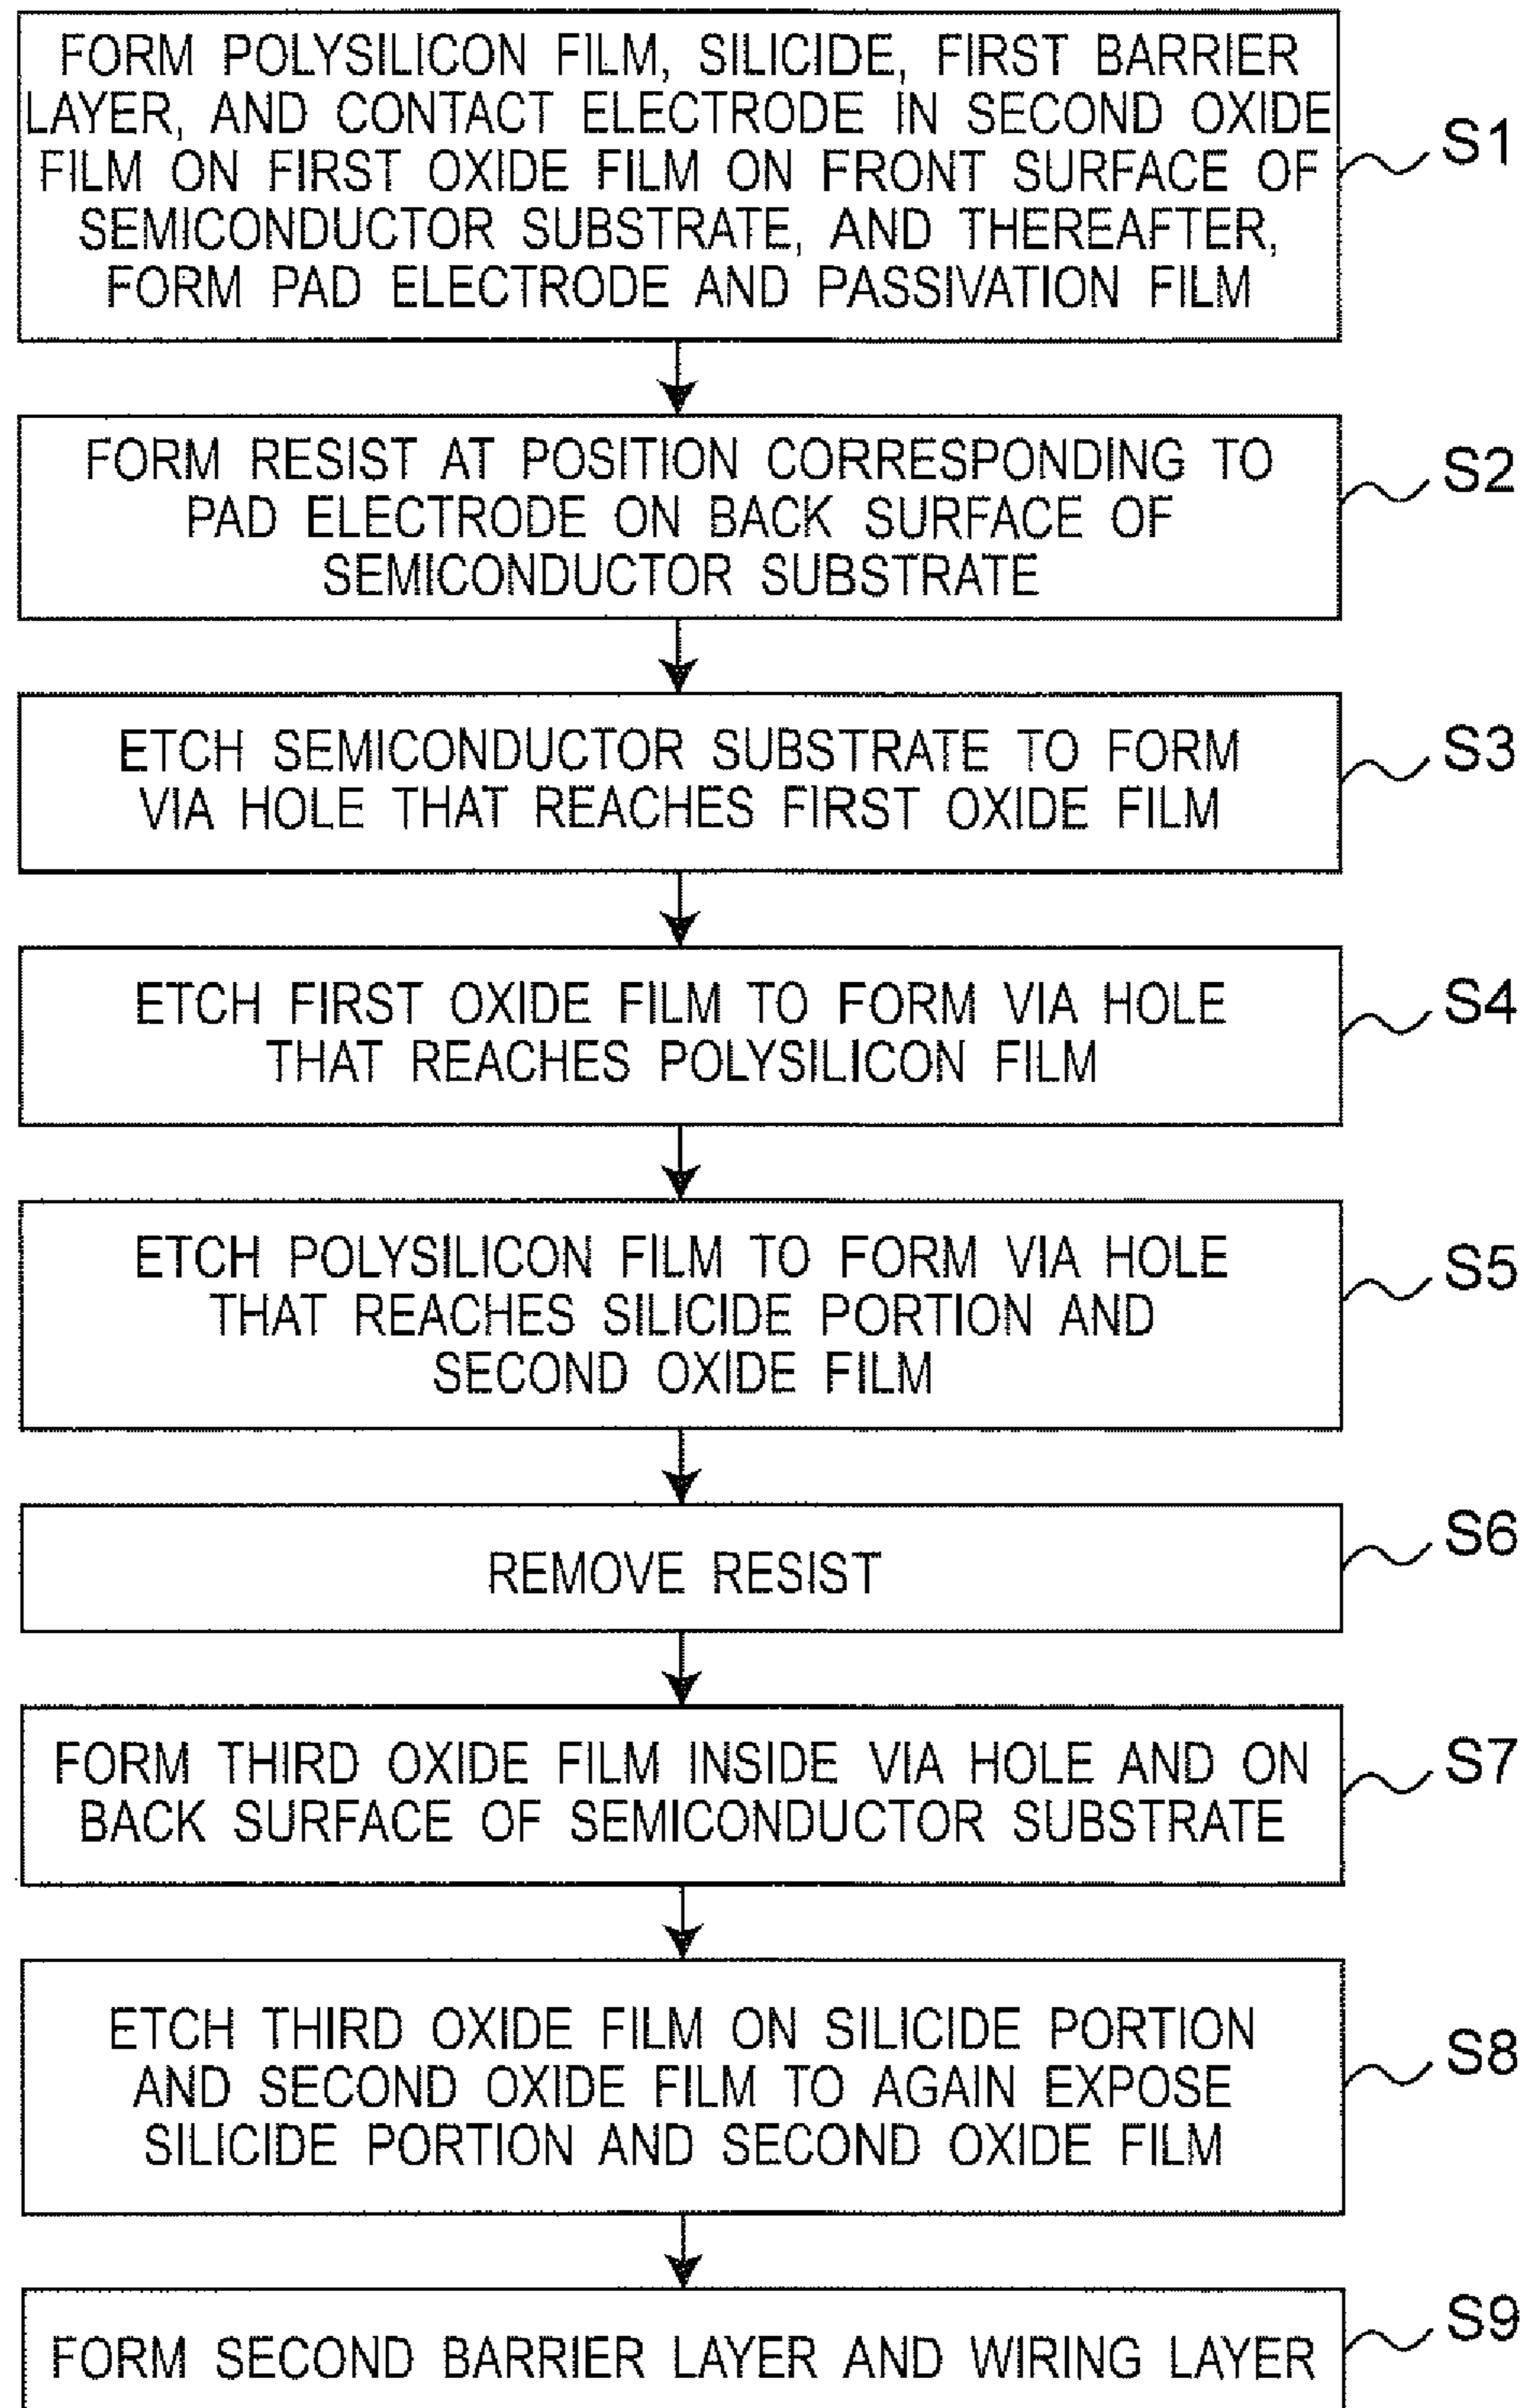 FORM POLYSILICON FILM, SILICIDE, FIRST BARRIER
LAYER, AND CONTACT ELECTRODE IN SECOND OXIDE
FILM ON FIRST OXIDE FILM ON FRONT SURFACE OF
SEMICONDUCTOR SUBSTRATE, AND THEREAFTER,
FORM PAD ELECTRODE AND PASSIVATION FILM
S1
FORM RESIST AT POSITION CORRESPONDING TO
PAD ELECTRODE ON BACK SURFACE OF
SEMICONDUCTOR SUBSTRATE
S2
ETCH SEMICONDUCTOR SUBSTRATE TO FORM
VIA HOLE THAT REACHES FIRST OXIDE FILM
S3
ETCH FIRST OXIDE FILM TO FORM VIA HOLE
THAT REACHES POLYSILICON FILM
S4
ETCH POLYSILICON FILM TO FORM VIA HOLE
THAT REACHES SILICIDE PORTION AND
SECOND OXIDE FILM
S5
REMOVE RESIST
S6
FORM THIRD OXIDE FILM INSIDE VIA HOLE AND ON
BACK SURFACE OF SEMICONDUCTOR SUBSTRATE
S7
ETCH THIRD OXIDE FILM ON SILICIDE PORTION
AND SECOND OXIDE FILM TO AGAIN EXPOSE
SILICIDE PORTION AND SECOND OXIDE FILM
S8
FORM SECOND BARRIER LAYER AND WIRING LAYER
S9